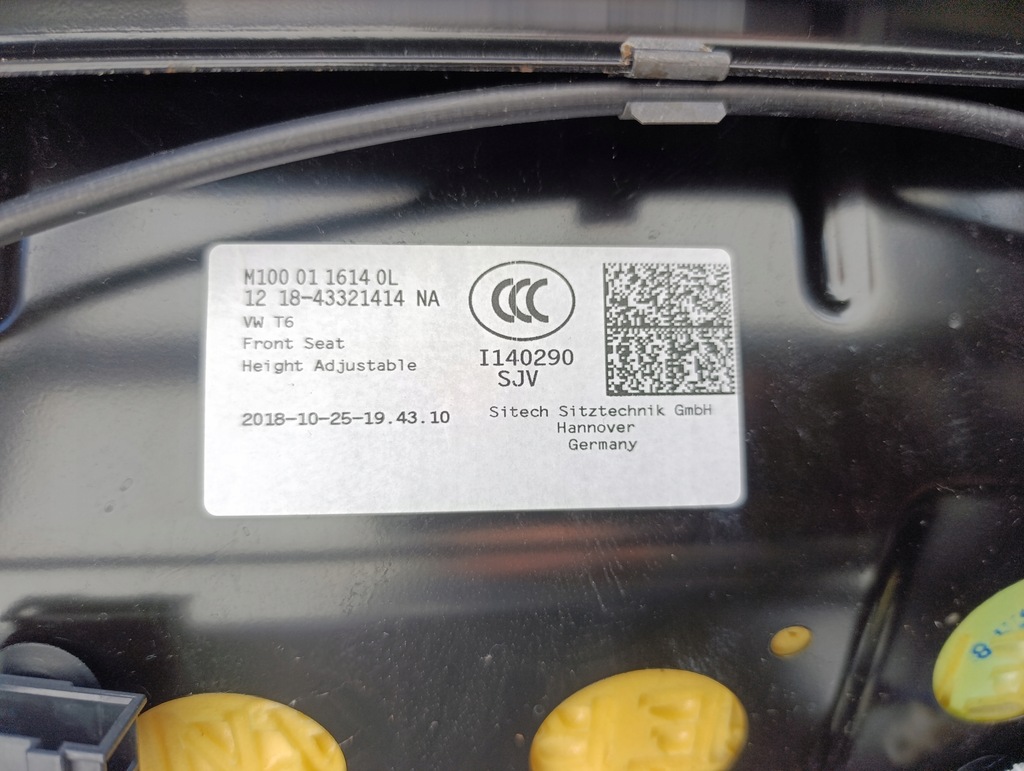 M100 01 1614 0L
12 18-43321414 NA
VW T6
Front Seat
Height Adjustable
2018-10-25-19.43.10
CCC
I140290
SJV
Sitech Sitztechnik GmbH
Hannover
Germany
8